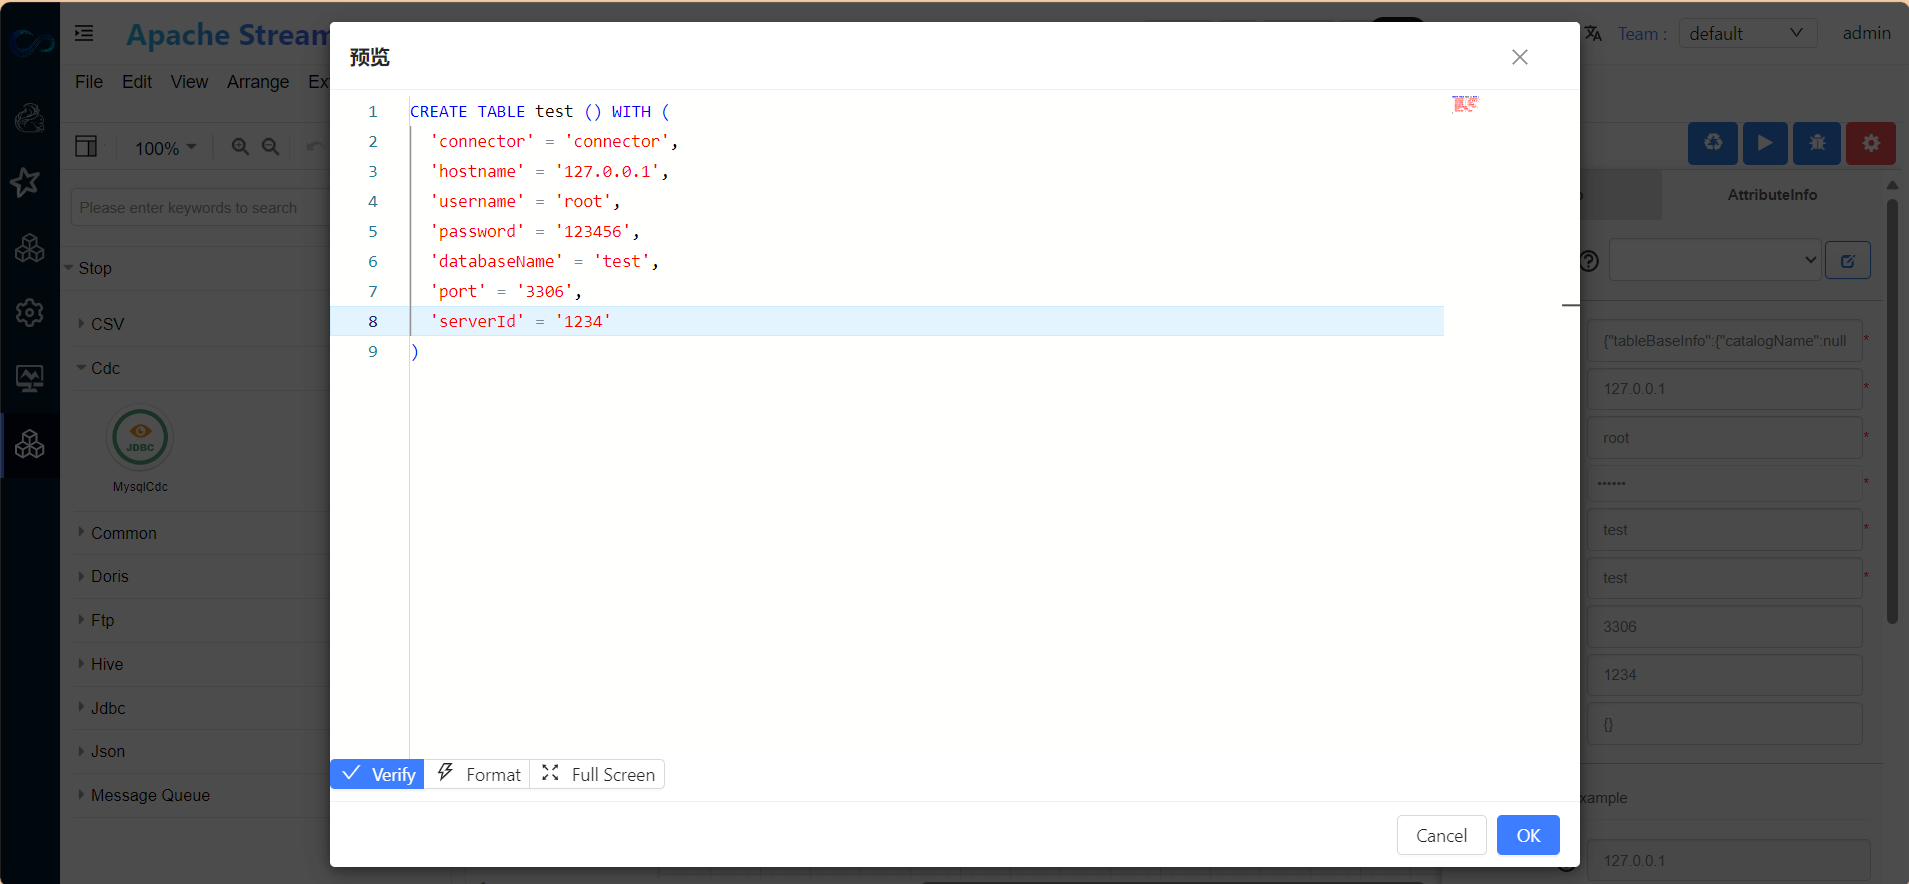 Apache Stream
Team :
default
admin
File
Edit
View
Arrange
Ex
100%
Please enter keywords to search
Stop
CSV
Cdc
JDBC
MysqlCdc
Common
Doris
Ftp
Hive
Jdbc
Json
Message Queue
预览
1 CREATE TABLE test () WITH (
2 'connector' = 'connector',
3 'hostname' = '127.0.0.1',
4 'username' = 'root',
5 'password' = '123456',
6 'databaseName' = 'test',
7 'port' = '3306',
8 'serverId' = '1234'
9 )
Verify
Format
Full Screen
Cancel
OK
AttributeInfo
{"tableBaseInfo":{"catalogName":null *
127.0.0.1 *
root *
•••••• *
test *
test *
3306
1234
{}
xample
127.0.0.1